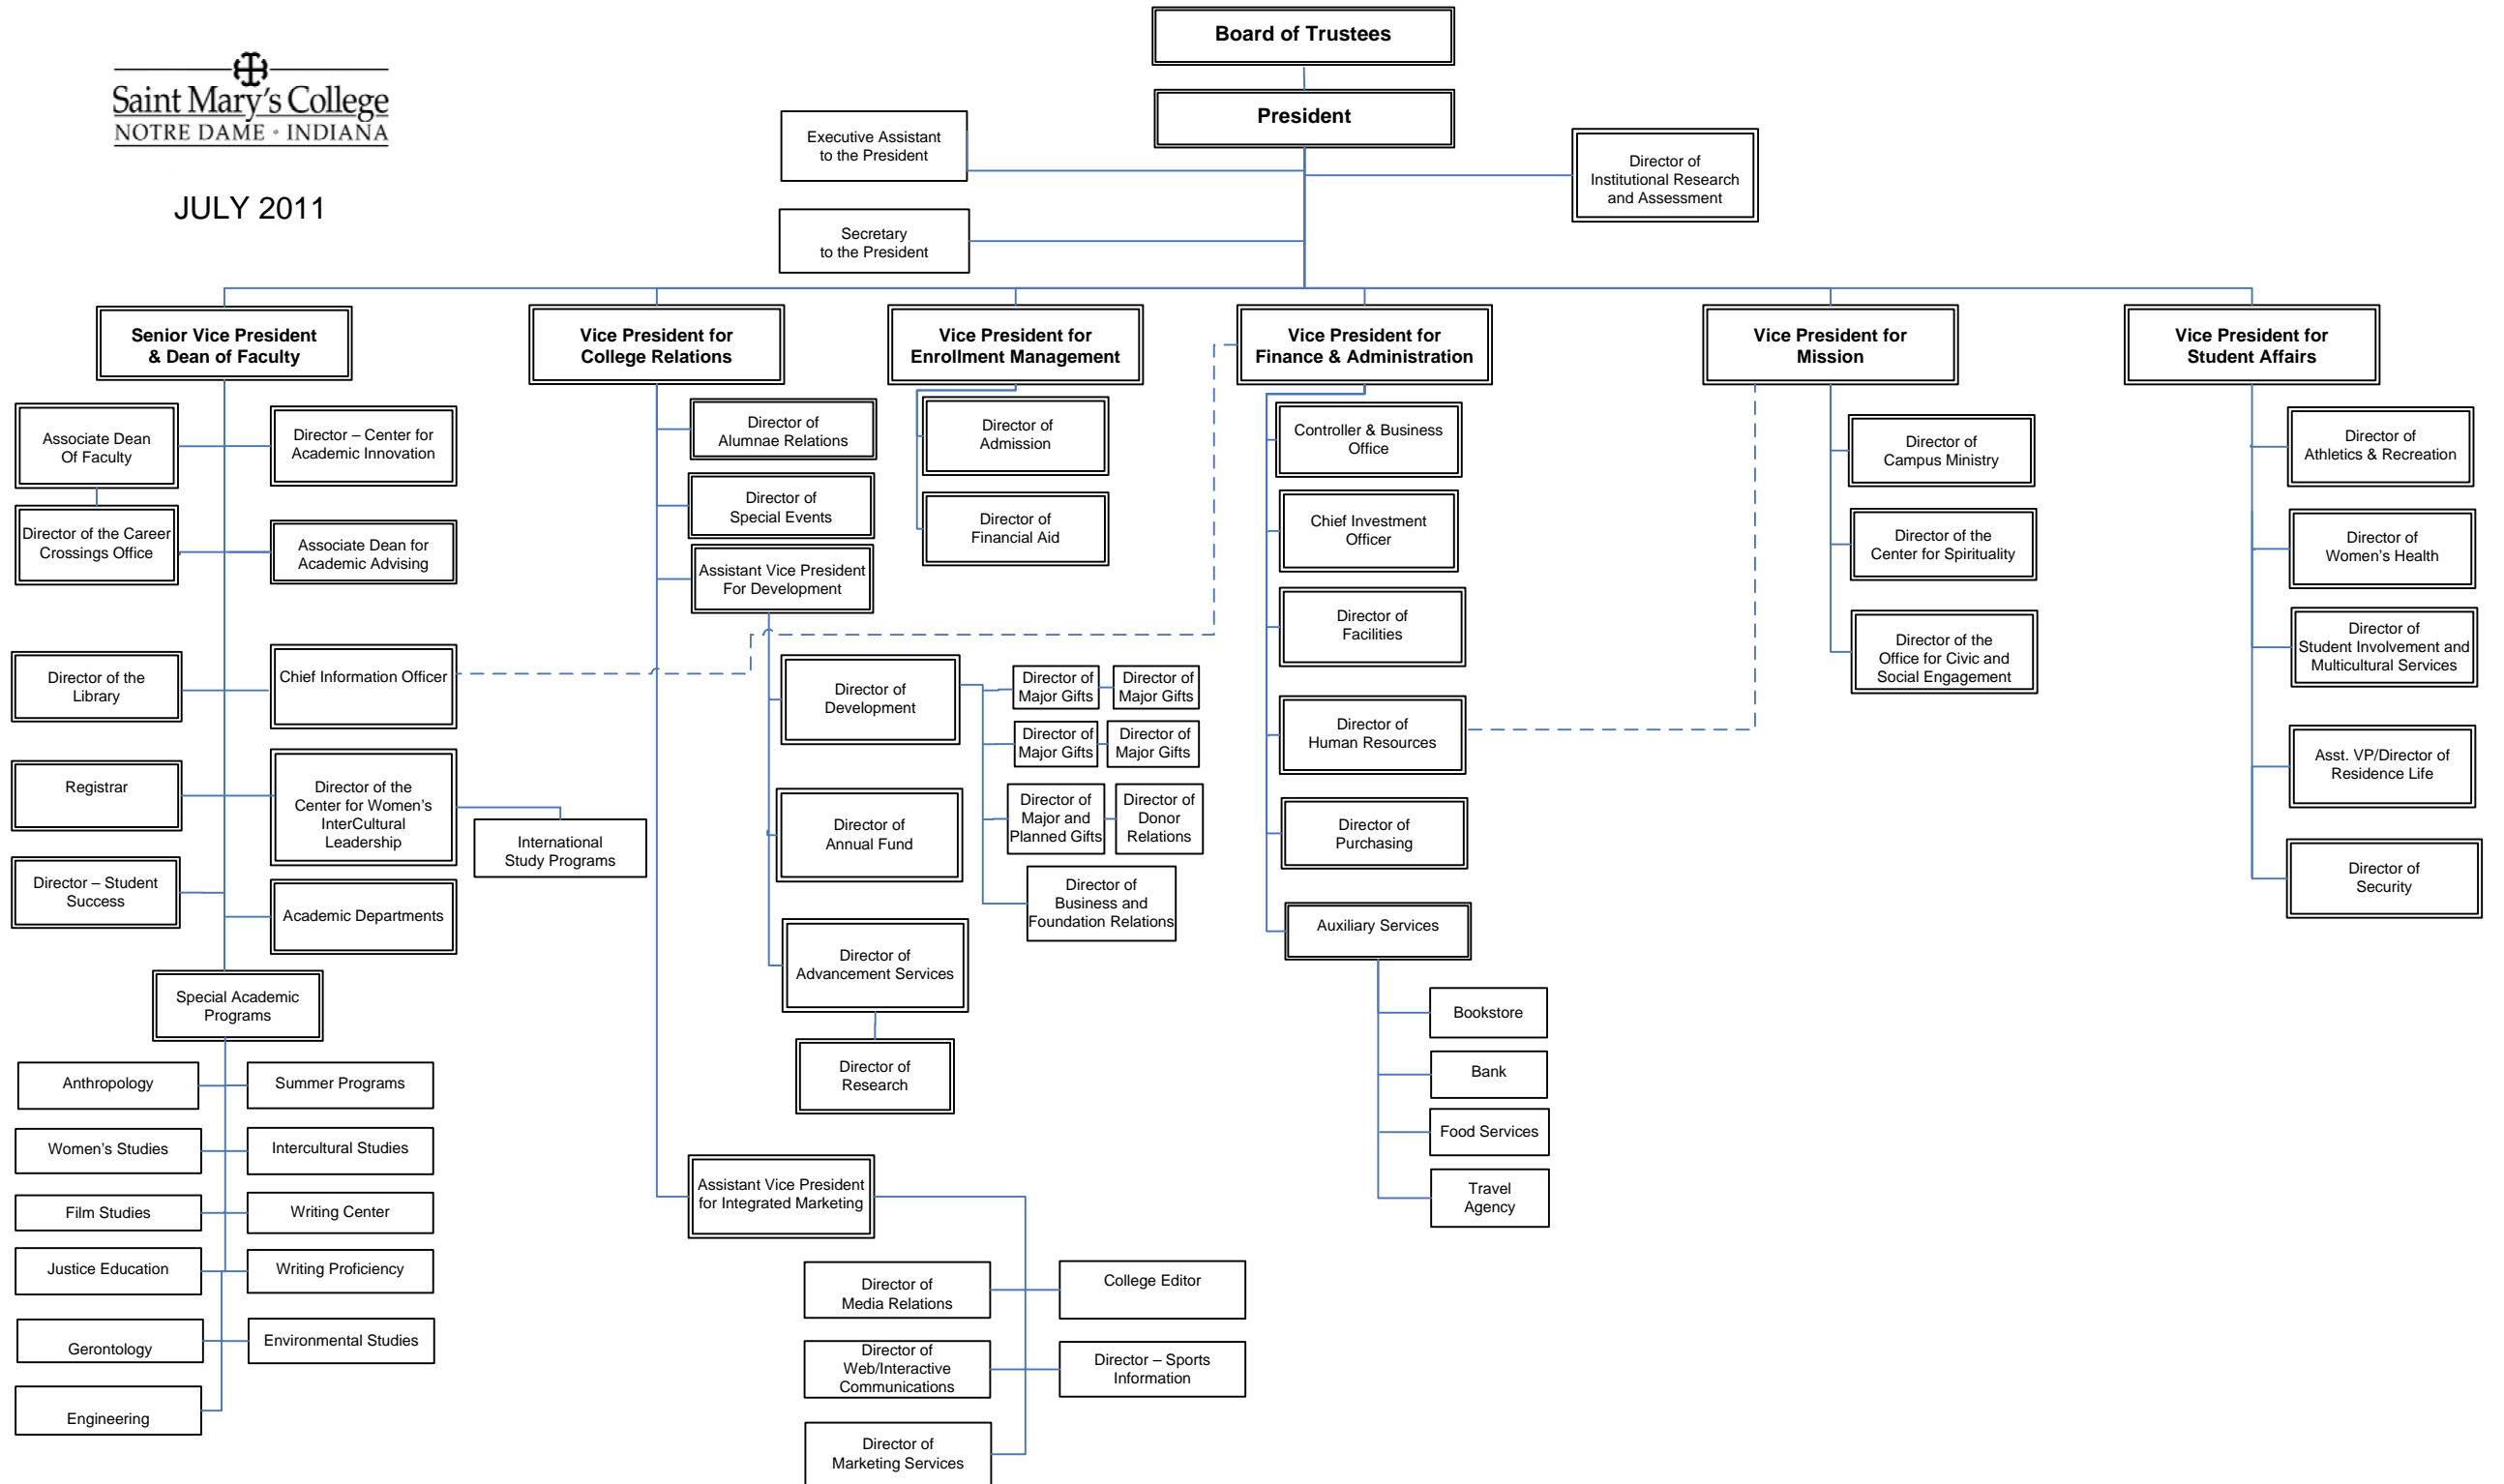 Saint Mary's College
NOTRE DAME • INDIANA
JULY 2011
Board of Trustees
President
Executive Assistant
to the President
Director of
Institutional Research
and Assessment
Secretary
to the President
Senior Vice President
& Dean of Faculty
Vice President for
College Relations
Vice President for
Enrollment Management
Vice President for
Finance & Administration
Vice President for
Mission
Vice President for
Student Affairs
Associate Dean
Of Faculty
Director – Center for
Academic Innovation
Director of the Career
Crossings Office
Associate Dean for
Academic Advising
Director of the
Library
Chief Information Officer
Registrar
Director of the
Center for Women's
InterCultural
Leadership
International
Study Programs
Director – Student
Success
Academic Departments
Special Academic
Programs
Anthropology
Summer Programs
Women's Studies
Intercultural Studies
Film Studies
Writing Center
Justice Education
Writing Proficiency
Gerontology
Environmental Studies
Engineering
Director of
Alumnae Relations
Director of
Special Events
Assistant Vice President
For Development
Director of
Development
Director of
Major Gifts
Director of
Major Gifts
Director of
Major Gifts
Director of
Major Gifts
Director of
Major and
Planned Gifts
Director of
Donor
Relations
Director of
Business and
Foundation Relations
Director of
Annual Fund
Director of
Advancement Services
Director of
Research
Assistant Vice President
for Integrated Marketing
Director of
Media Relations
College Editor
Director of
Web/Interactive
Communications
Director – Sports
Information
Director of
Marketing Services
Director of
Admission
Director of
Financial Aid
Controller & Business
Office
Chief Investment
Officer
Director of
Facilities
Director of
Human Resources
Director of
Purchasing
Auxiliary Services
Bookstore
Bank
Food Services
Travel
Agency
Director of
Campus Ministry
Director of the
Center for Spirituality
Director of the
Office for Civic and
Social Engagement
Director of
Athletics & Recreation
Director of
Women's Health
Director of
Student Involvement and
Multicultural Services
Asst. VP/Director of
Residence Life
Director of
Security